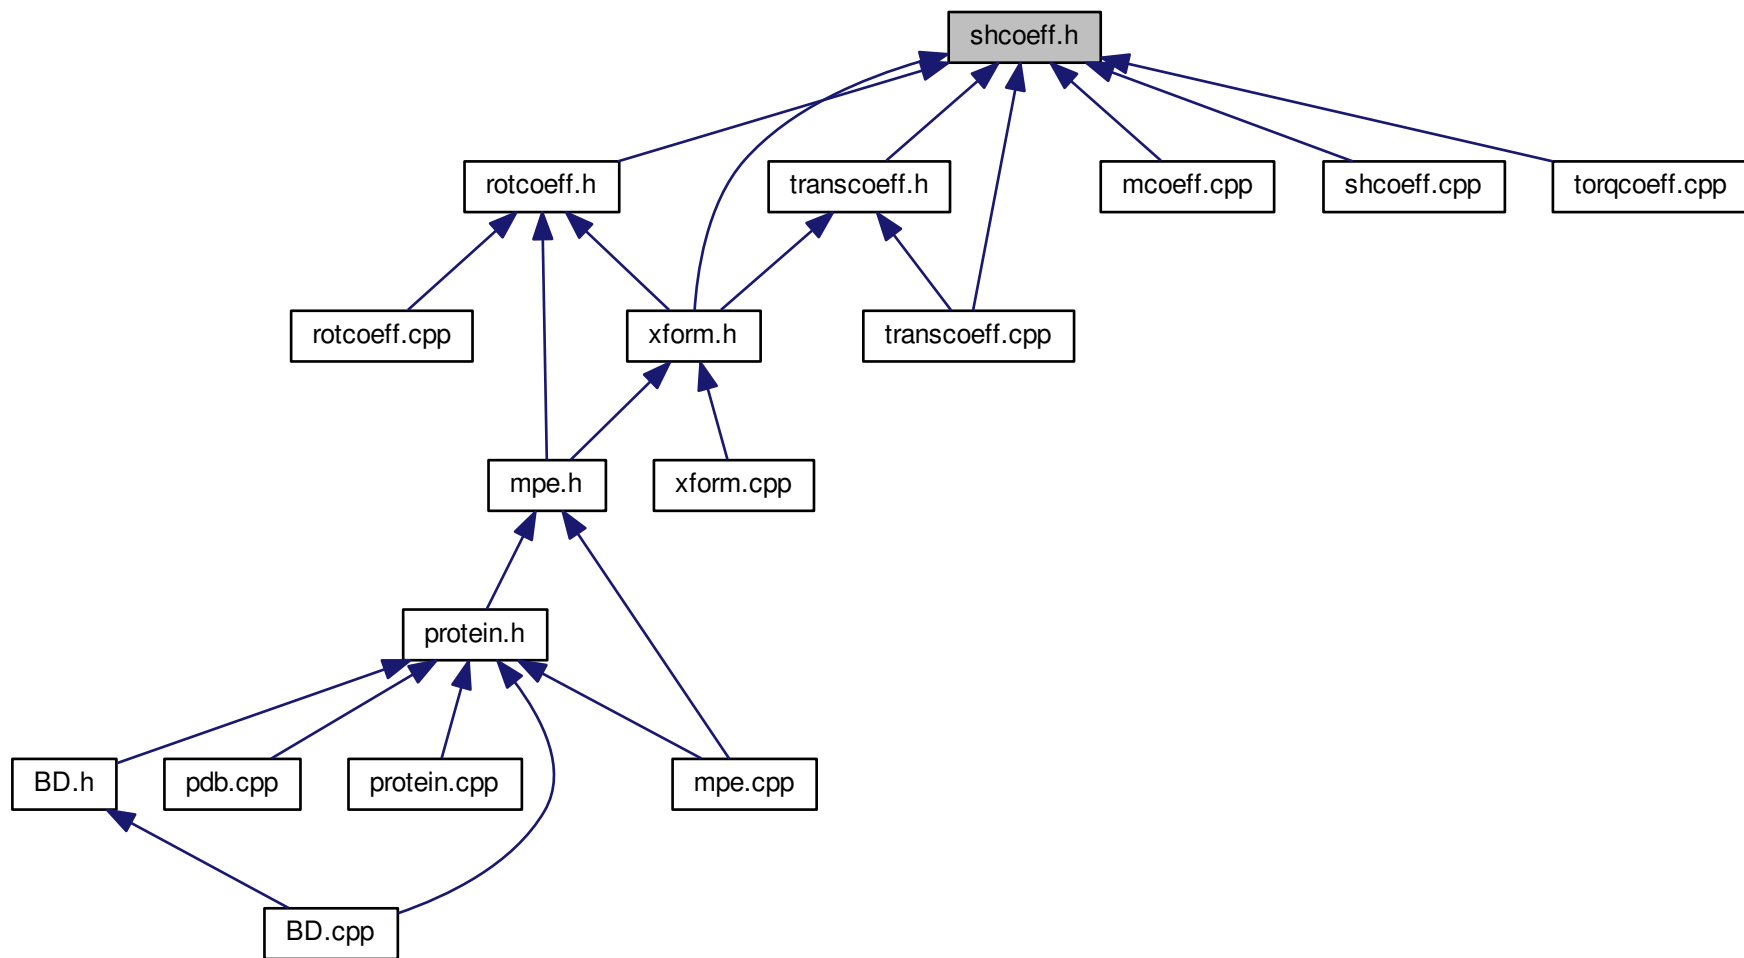 shcoeff.h
rotcoeff.h
transcoeff.h
mcoeff.cpp
shcoeff.cpp
torqcoeff.cpp
rotcoeff.cpp
xform.h
transcoeff.cpp
mpe.h
xform.cpp
protein.h
BD.h
pdb.cpp
protein.cpp
mpe.cpp
BD.cpp